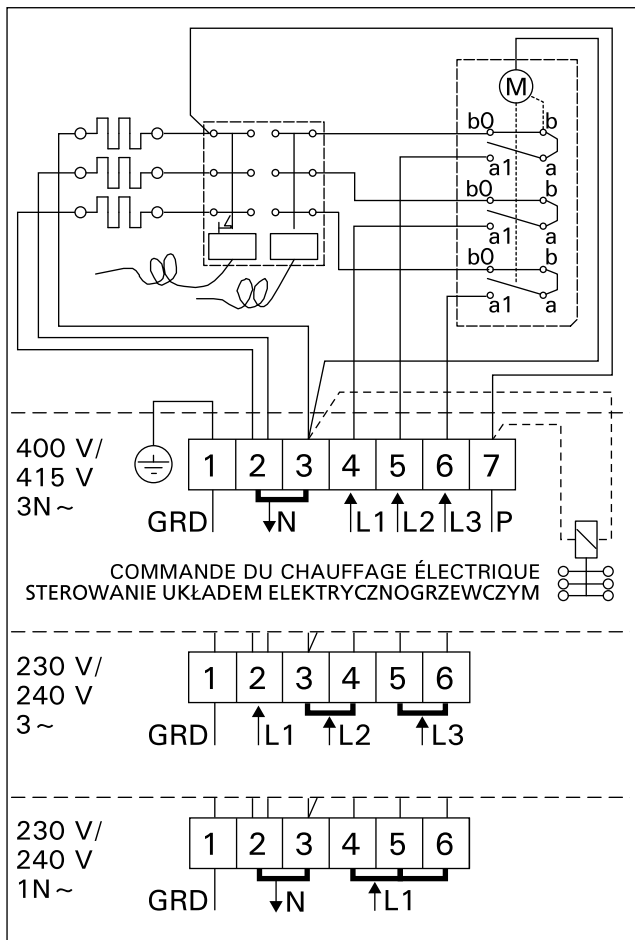 M
b0 b
a1 a
b0 b
a1 a
b0 b
a1 a
400 V/
415 V
3N~
1 2 3 4 5 6 7
GRD N L1 L2 L3 P
COMMANDE DU CHAUFFAGE ÉLECTRIQUE
STEROWANIE UKŁADEM ELEKTRYCZNOGRZEWCZYM
230 V/
240 V
3~
1 2 3 4 5 6
GRD L1 L2 L3
230 V/
240 V
1N~
1 2 3 4 5 6
GRD N L1